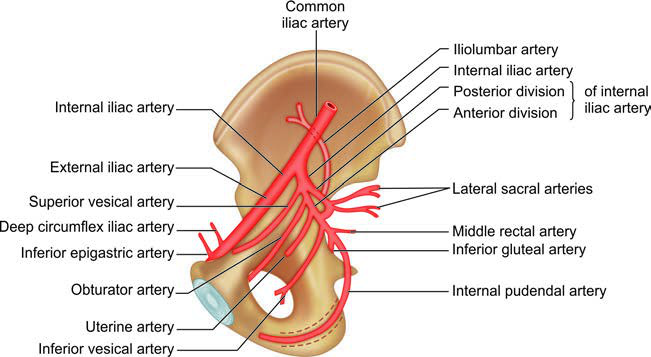 Common
iliac artery
Iliolumbar artery
Internal iliac artery
Posterior division
Anterior division
of internal
iliac artery
Internal iliac artery
External iliac artery
Superior vesical artery
Deep circumflex iliac artery
Inferior epigastric artery
Obturator artery
Uterine artery
Inferior vesical artery
Lateral sacral arteries
Middle rectal artery
Inferior gluteal artery
Internal pudendal artery